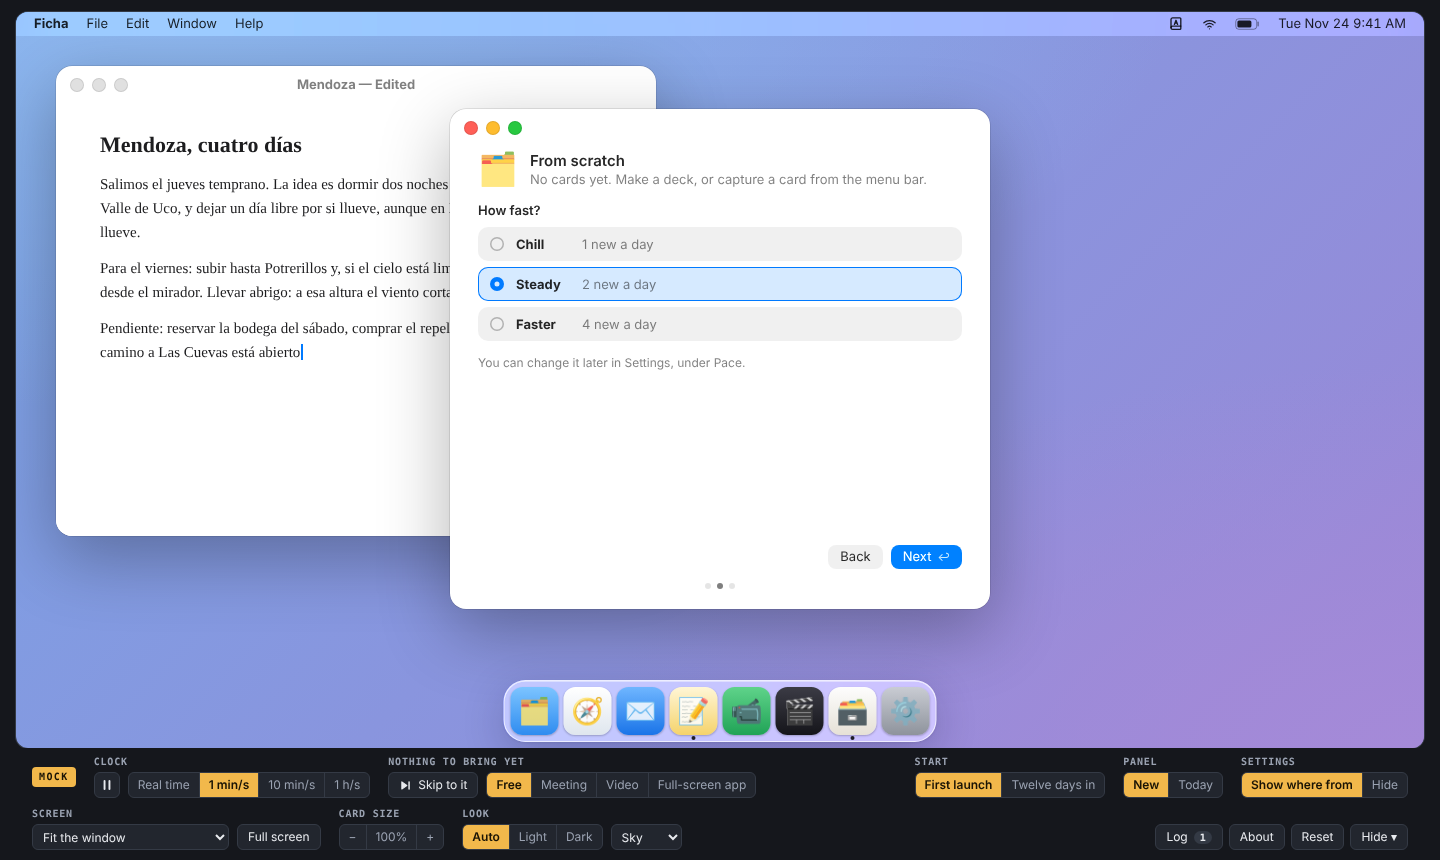 Ficha File Edit Window Help
Tue Nov 24 9:41 AM
Mendoza — Edited
Mendoza, cuatro días
Salimos el jueves temprano. La idea es dormir dos noches
Valle de Uco, y dejar un día libre por si llueve, aunque en
llueve.
Para el viernes: subir hasta Potrerillos y, si el cielo está
desde el mirador. Llevar abrigo: a esa altura el viento
Pendiente: reservar la bodega del sábado, comprar el
camino a Las Cuevas está abierto
From scratch
No cards yet. Make a deck, or capture a card from the menu bar.
How fast?
Chill 1 new a day
Steady 2 new a day
Faster 4 new a day
You can change it later in Settings, under Pace.
Back Next ↩
MOCK
CLOCK
Real time 1 min/s 10 min/s 1 h/s
NOTHING TO BRING YET
Skip to it Free Meeting Video Full-screen app
START
First launch Twelve days in
PANEL
New Today
SETTINGS
Show where from Hide
SCREEN
Fit the window Full screen
CARD SIZE
− 100% +
LOOK
Auto Light Dark Sky
Log 1 About Reset Hide ▾